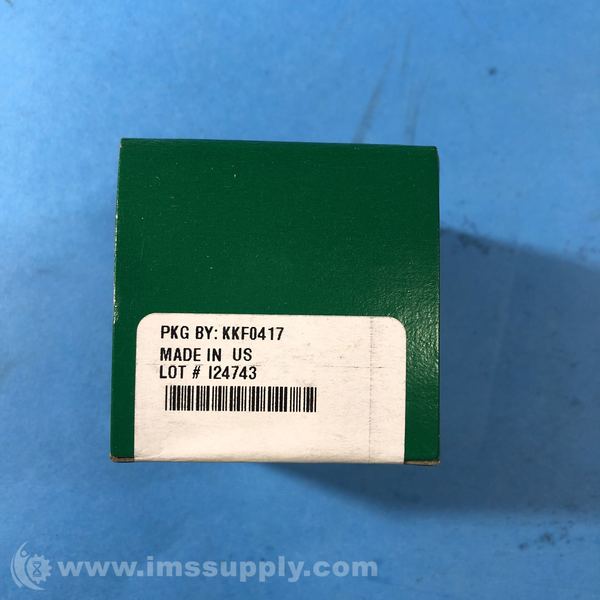 PKG BY: KKF0417
MADE IN US
LOT # I24743
www.imssupply.com